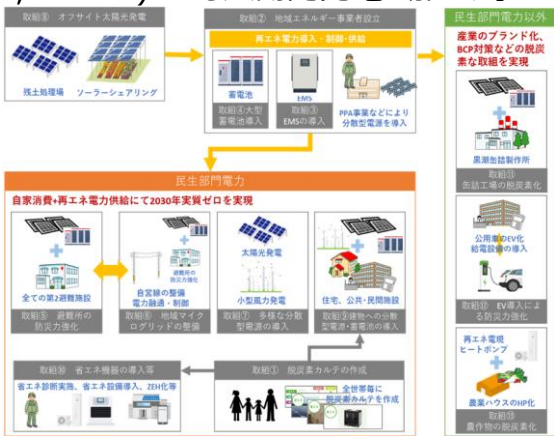 取組⑧ オフサイト太陽光発電
残土処理場
ソーラーシェアリング
取組② 地域エネルギー事業者設立
再エネ電力導入・制御・供給
蓄電池
EMS
取組④大型
蓄電池導入
取組③
EMSの導入
PPA事業などにより
分散型電源を導入
民生部門電力以外
産業のブランド化、
BCP対策などの脱炭
素な取組を実現
黒潮缶詰製作所
取組⑪
缶詰工場の脱炭素化
公用車のEV化
給電設備の導入
取組⑫ EV導入によ
る防災力強化
再エネ電現
ヒートポンプ
農業ハウスのHP化
取組⑬
農作物の脱炭素化
民生部門電力
自家消費+再エネ電力供給にて2030年実質ゼロを実現
全ての第2避難施設
取組⑤ 避難所の
防災力強化
避難所の
防災力強化
自営線の整備
電力融通・制御
取組⑥ 地域マイク
ログリッドの整備
太陽光発電
小型風力発電
取組⑦ 多様な分散
型電源の導入
住宅、公共・民間施設
取組⑨建物への分散
型電源・蓄電池の導入
取組⑩ 省エネ機器の導入等
省エネ診断実施、省エネ設備導入、ZEH化等
取組① 脱炭素カルテの作成
全世帯毎に
脱炭素カルテを作成